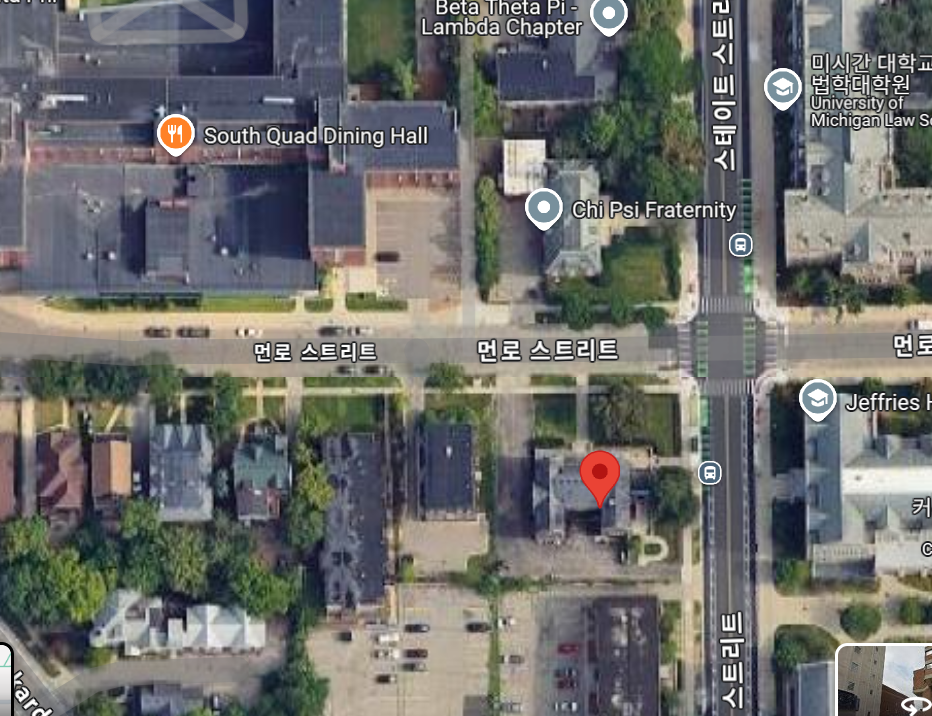 Beta Theta Pi -
Lambda Chapter
스테이트 스트리
미시간 대학교
법학대학원
University of
Michigan Law Sc
South Quad Dining Hall
Chi Psi Fraternity
먼로 스트리트
먼로 스트리트
먼로
Jeffries H
커
C
스트리트
kard